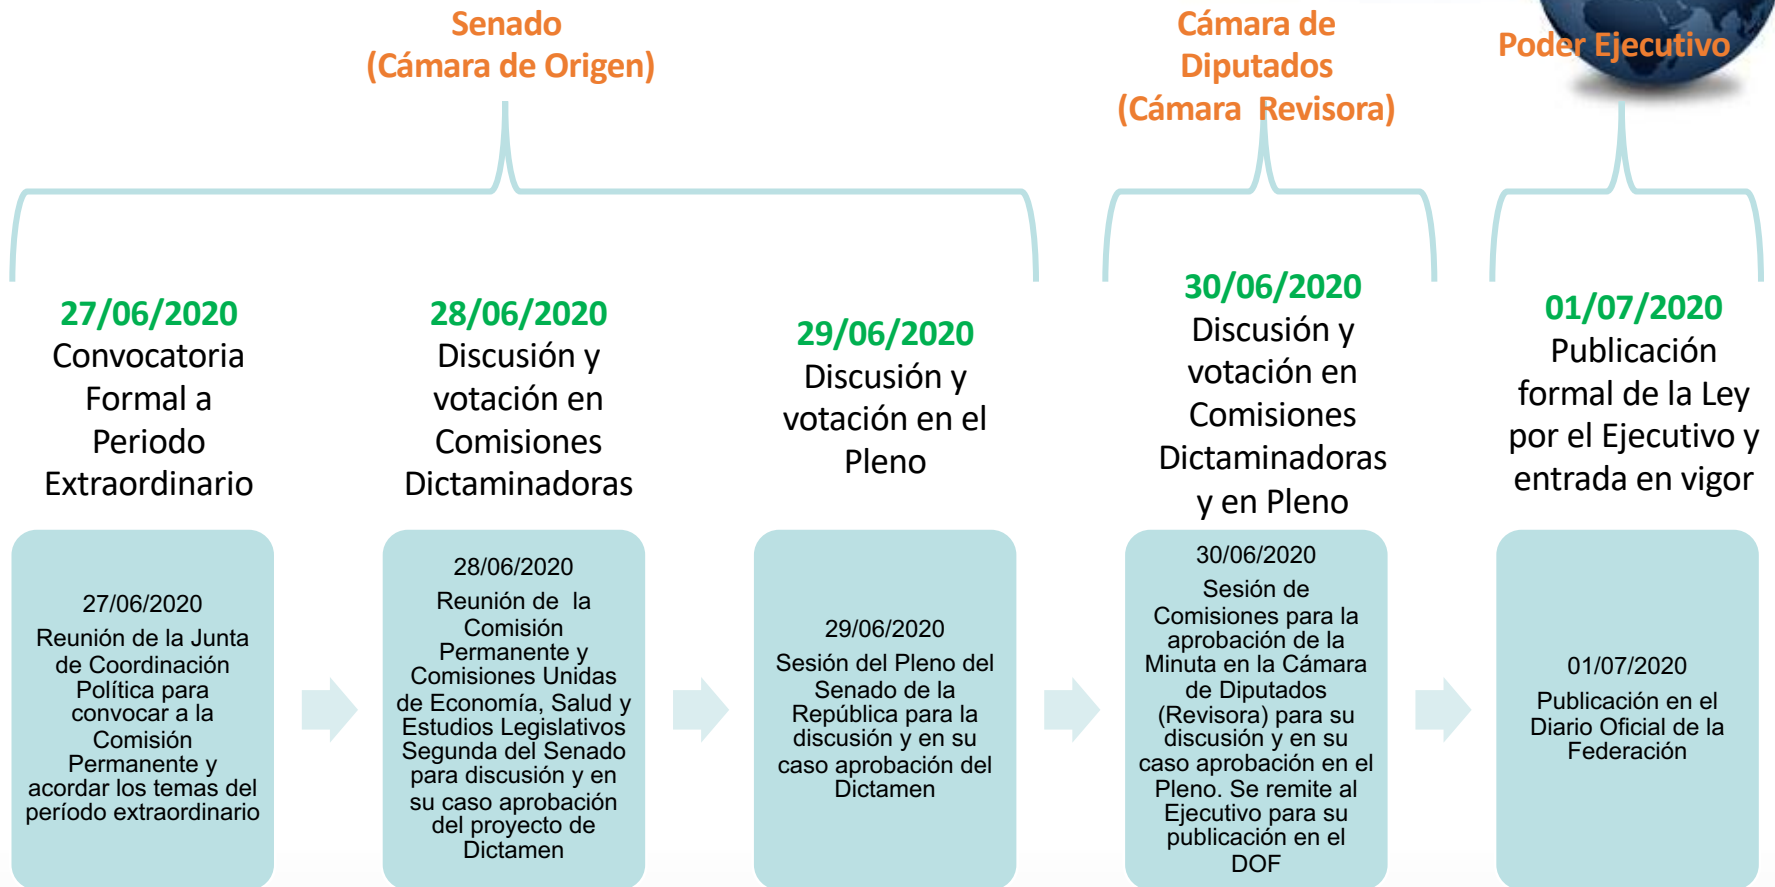 Senado
(Cámara de Origen)
Cámara de
Diputados
(Cámara Revisora)
Poder Ejecutivo
27/06/2020
Convocatoria
Formal a
Periodo
Extraordinario
28/06/2020
Discusión y
votación en
Comisiones
Dictaminadoras
29/06/2020
Discusión y
votación en el
Pleno
30/06/2020
Discusión y
votación en
Comisiones
Dictaminadoras
y en Pleno
01/07/2020
Publicación
formal de la Ley
por el Ejecutivo y
entrada en vigor
27/06/2020
Reunión de la Junta
de Coordinación
Política para
convocar a la
Comisión
Permanente y
acordar los temas del
período extraordinario
28/06/2020
Reunión de la
Comisión
Permanente y
Comisiones Unidas
de Economía, Salud y
Estudios Legislativos
Segunda del Senado
para discusión y en
su caso aprobación
del proyecto de
Dictamen
29/06/2020
Sesión del Pleno del
Senado de la
República para la
discusión y en su
caso aprobación del
Dictamen
30/06/2020
Sesión de
Comisiones para la
aprobación de la
Minuta en la Cámara
de Diputados
(Revisora) para su
discusión y en su
caso aprobación en el
Pleno. Se remite al
Ejecutivo para su
publicación en el
DOF
01/07/2020
Publicación en el
Diario Oficial de la
Federación